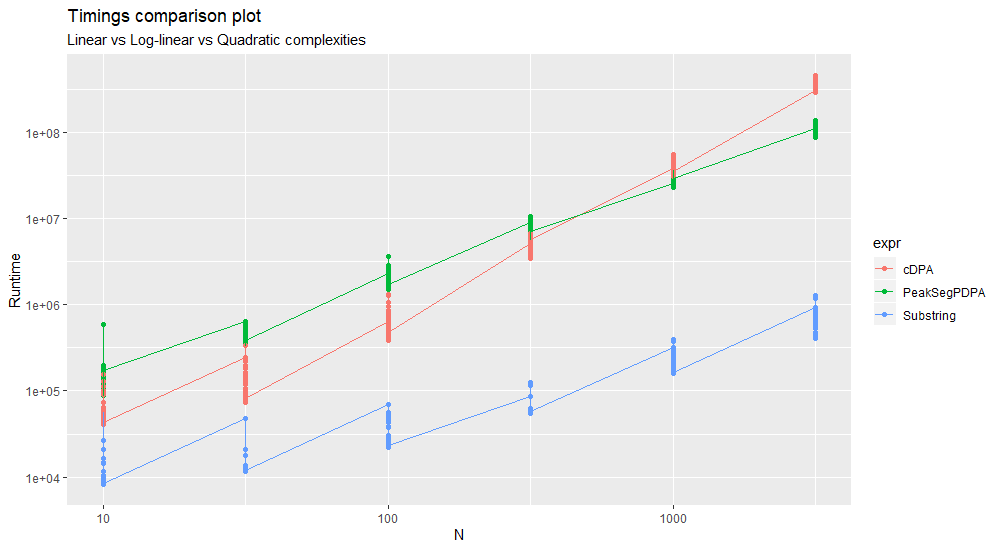 Timings comparison plot
Linear vs Log-linear vs Quadratic complexities
1e+08
1e+07
1e+06
1e+05
1e+04
Runtime
10
100
1000
N
expr
cDPA
PeakSegPDPA
Substring